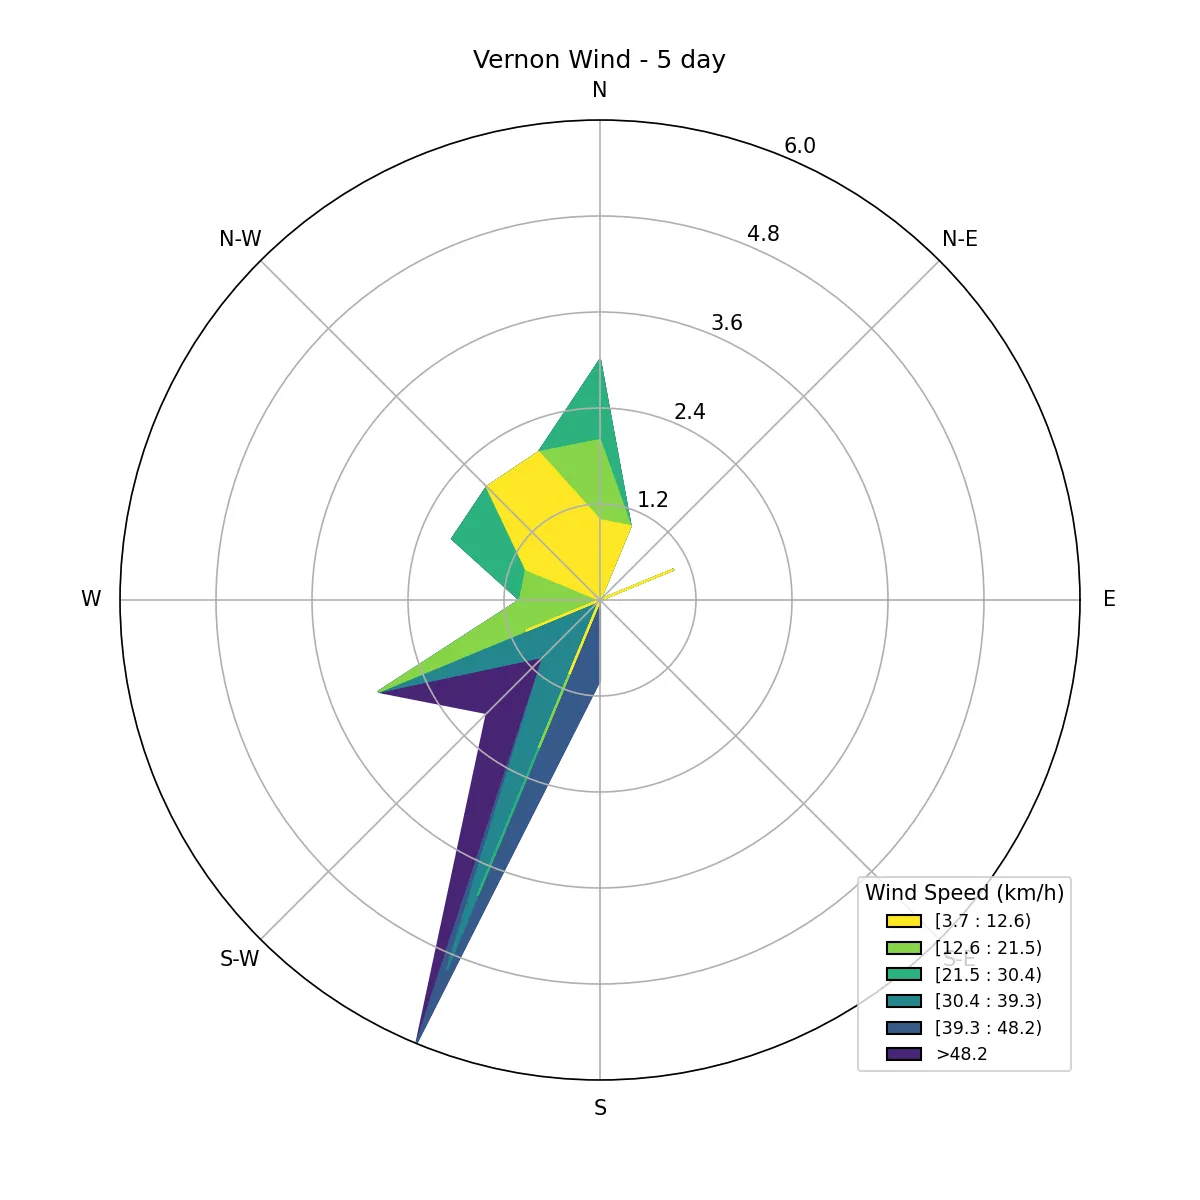 Vernon Wind - 5 day
N
6.0
N-W
4.8
N-E
3.6
2.4
1.2
W
E
S-W
S-E
S
Wind Speed (km/h)
[3.7 : 12.6)
[12.6 : 21.5)
[21.5 : 30.4)
[30.4 : 39.3)
[39.3 : 48.2)
>48.2